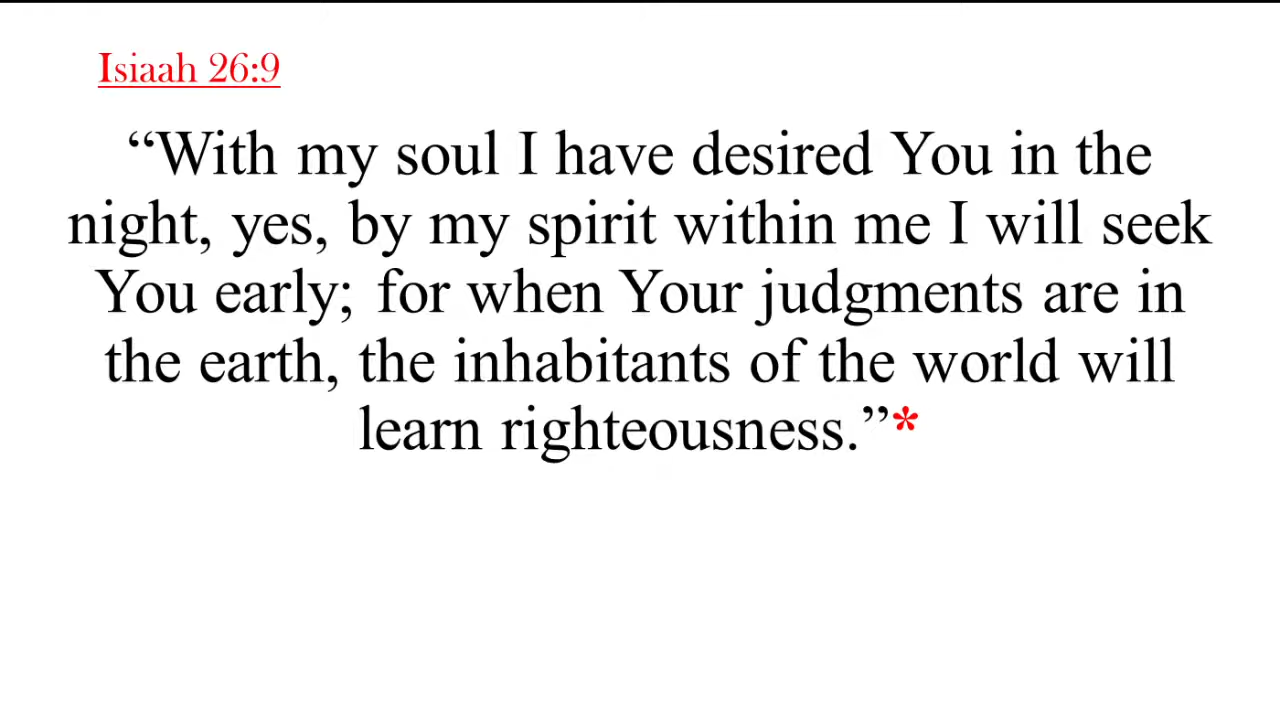 Isiaah 26:9
“With my soul I have desired You in the
night, yes, by my spirit within me I will seek
You early; for when Your judgments are in
the earth, the inhabitants of the world will
learn righteousness.”*